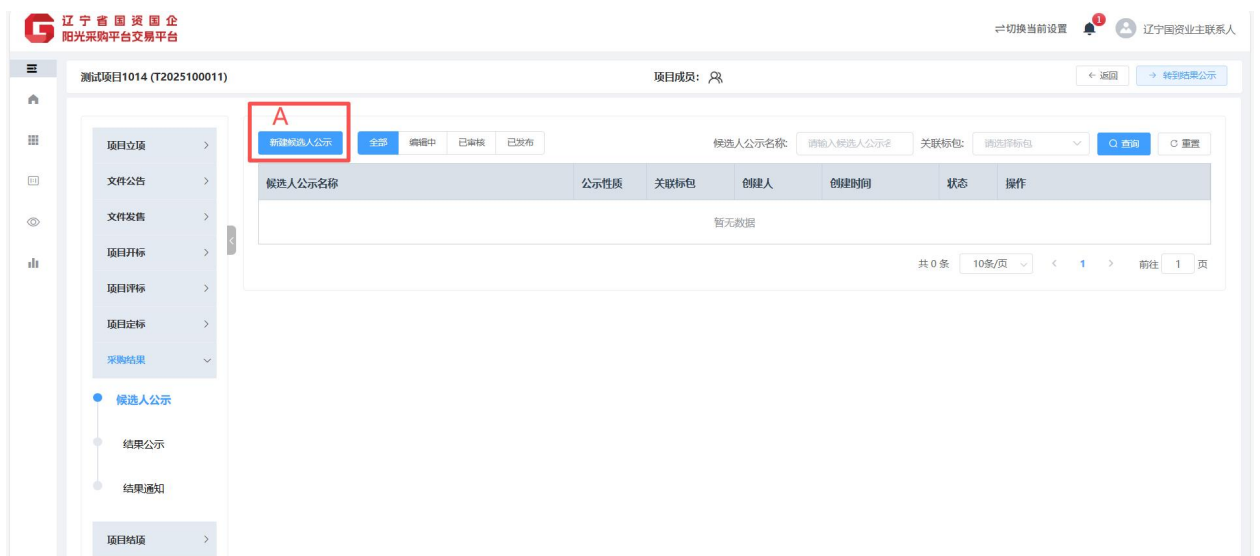 辽宁省国资国企
阳光采购平台交易平台
切换当前设置
1
辽宁国资业主联系人
测试项目1014 (T2025100011)
项目成员：
返回
转到结果公示
A
新建候选人公示
全部
编辑中
已审核
已发布
候选人公示名称:
请输入候选人公示名
关联标包:
请选择标包
查询
重置
项目立项
文件公告
文件发售
项目开标
项目评标
项目定标
采购结果
候选人公示
结果公示
结果通知
项目结项
候选人公示名称
公示性质
关联标包
创建人
创建时间
状态
操作
暂无数据
共 0 条
10条/页
1
前往
1
页